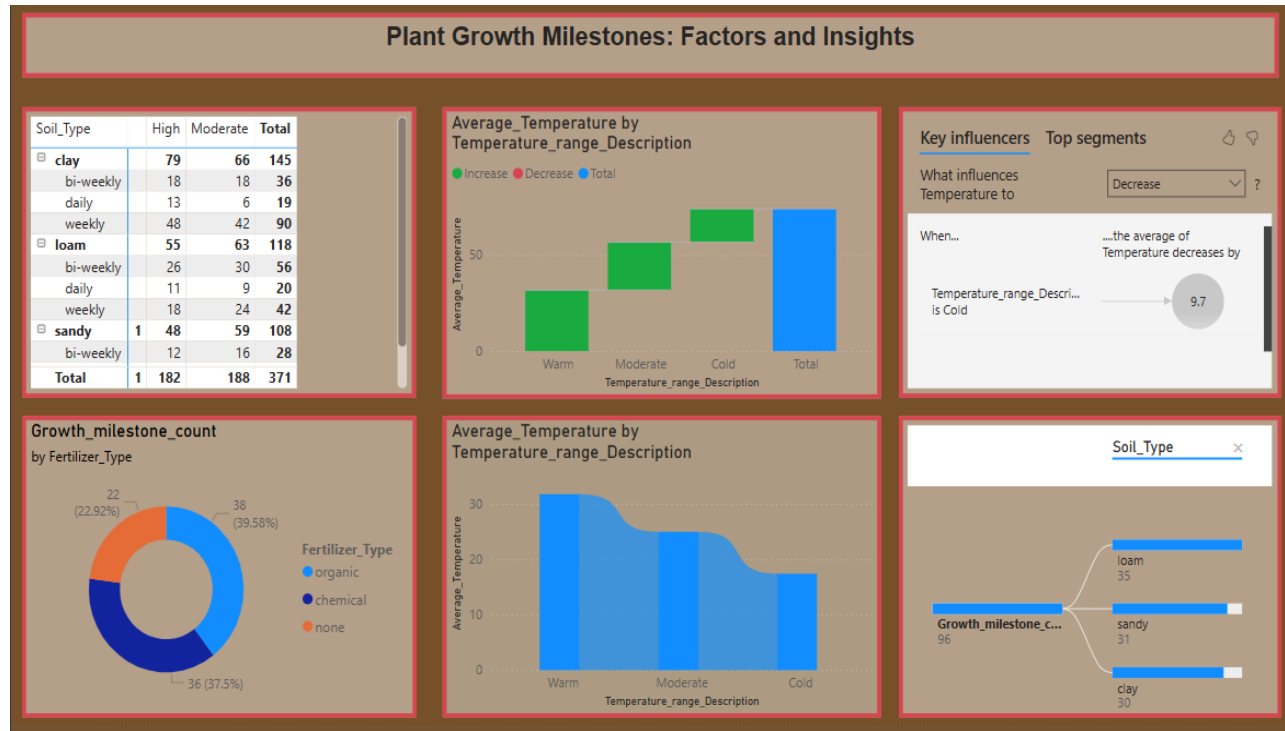 Plant Growth Milestones: Factors and Insights
Soil_Type High Moderate Total
clay 79 66 145
bi-weekly 18 18 36
daily 13 6 19
weekly 48 42 90
loam 55 63 118
bi-weekly 26 30 56
daily 11 9 20
weekly 18 24 42
sandy 1 48 59 108
bi-weekly 12 16 28
Total 1 182 188 371
Average_Temperature by
Temperature_range_Description
Increase Decrease Total
Average_Temperature
50
0
Warm Moderate Cold Total
Temperature_range_Description
Key influencers Top segments
What influences
Temperature to
Decrease ?
When...
....the average of
Temperature decreases by
Temperature_range_Descri...
is Cold
9.7
Growth_milestone_count
by Fertilizer_Type
22
(22.92%)
38
(39.58%)
36 (37.5%)
Fertilizer_Type
organic
chemical
none
Average_Temperature by
Temperature_range_Description
Average_Temperature
30
20
10
0
Warm Moderate Cold
Temperature_range_Description
Soil_Type ×
Growth_milestone_c...
96
loam
35
sandy
31
clay
30